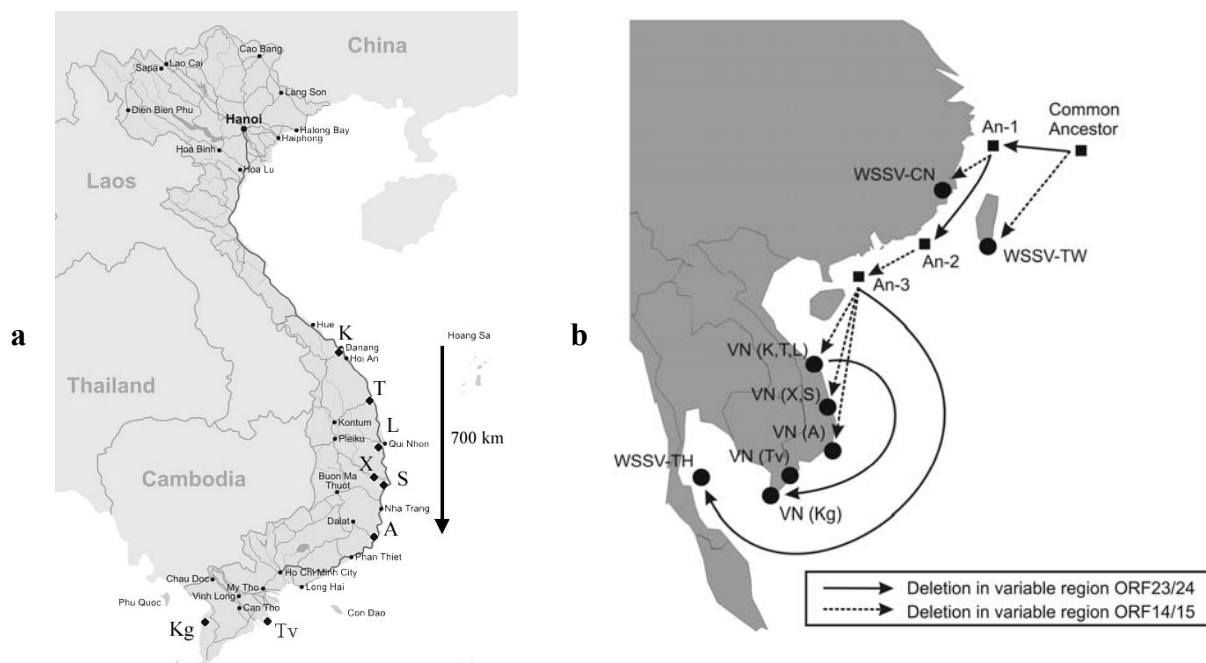 a
China
Cao Bang
Lao Cai
Sapa
Lang Son
Dien Bien Phu
Hanoi
Halong Bay
Haiphong
Hoa Binh
Hoa Lu
Laos
Hue
K
Danang
Hoi An
Hoang Sa
Thailand
T
Kontum
L
Pleiku
Qui Nhon
700 km
X
S
Cambodia
Buon Ma
Thuot
Nha Trang
Dalat
A
Phan Thiet
Ho Chi Minh City
Chau Doc
My Tho
Long Hai
Vinh Long
Phu Quoc
Can Tho
Con Dao
Kg
Tv
b
Common
Ancestor
An-1
WSSV-CN
An-2
WSSV-TW
An-3
VN (K,T,L)
VN (X,S)
VN (A)
VN (Tv)
WSSV-TH
VN (Kg)
Deletion in variable region ORF23/24
Deletion in variable region ORF14/15